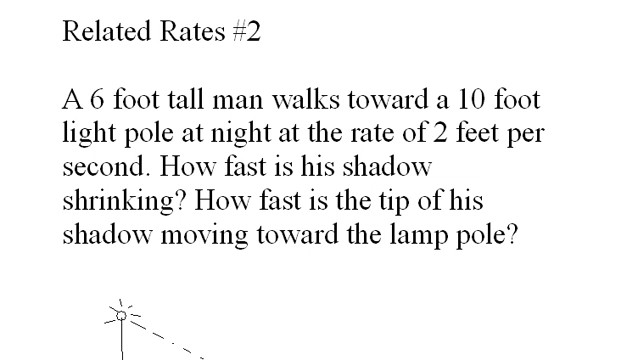 Related Rates #2
A 6 foot tall man walks toward a 10 foot
light pole at night at the rate of 2 feet per
second. How fast is his shadow
shrinking? How fast is the tip of his
shadow moving toward the lamp pole?